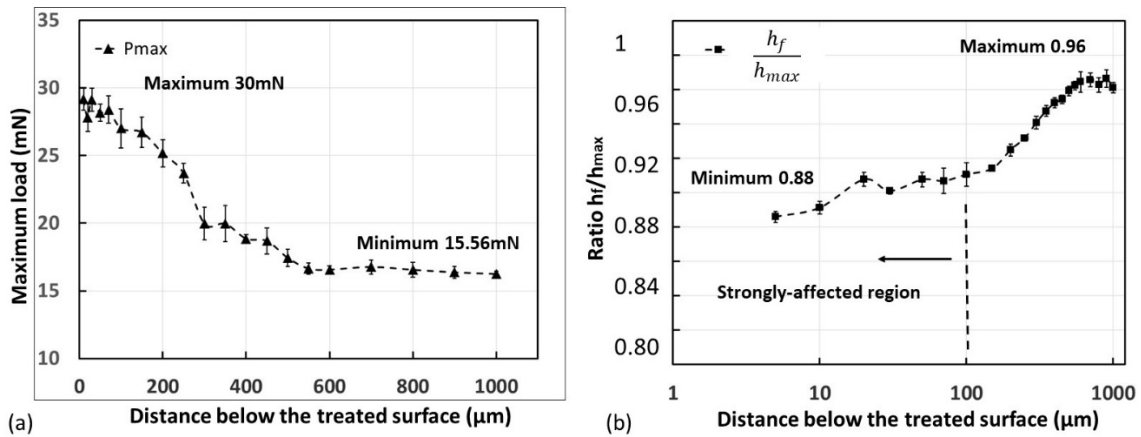 Pmax
Maximum 30mN
Minimum 15.56mN
Maximum load (mN)
35
30
25
20
15
10
0 200 400 600 800 1000
Distance below the treated surface (μm)
(a)
h_f
h_{max}
Maximum 0.96
Minimum 0.88
Strongly-affected region
Ratio hf/hmax
1
0.96
0.92
0.88
0.84
0.80
1 10 100 1000
Distance below the treated surface (μm)
(b)